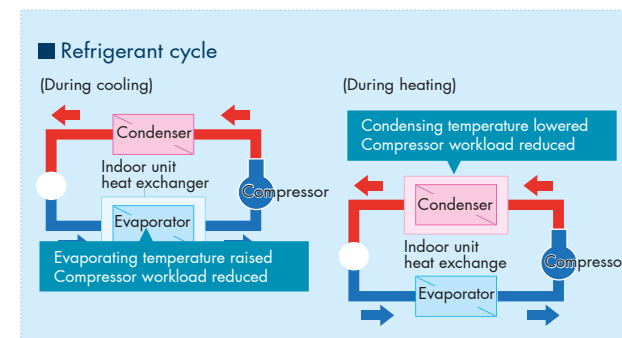 Refrigerant cycle
(During cooling)
Condenser
Indoor unit
heat exchanger
Compressor
Evaporator
Evaporating temperature raised
Compressor workload reduced
(During heating)
Condensing temperature lowered
Compressor workload reduced
Condenser
Indoor unit
heat exchange
Compresso
Evaporator